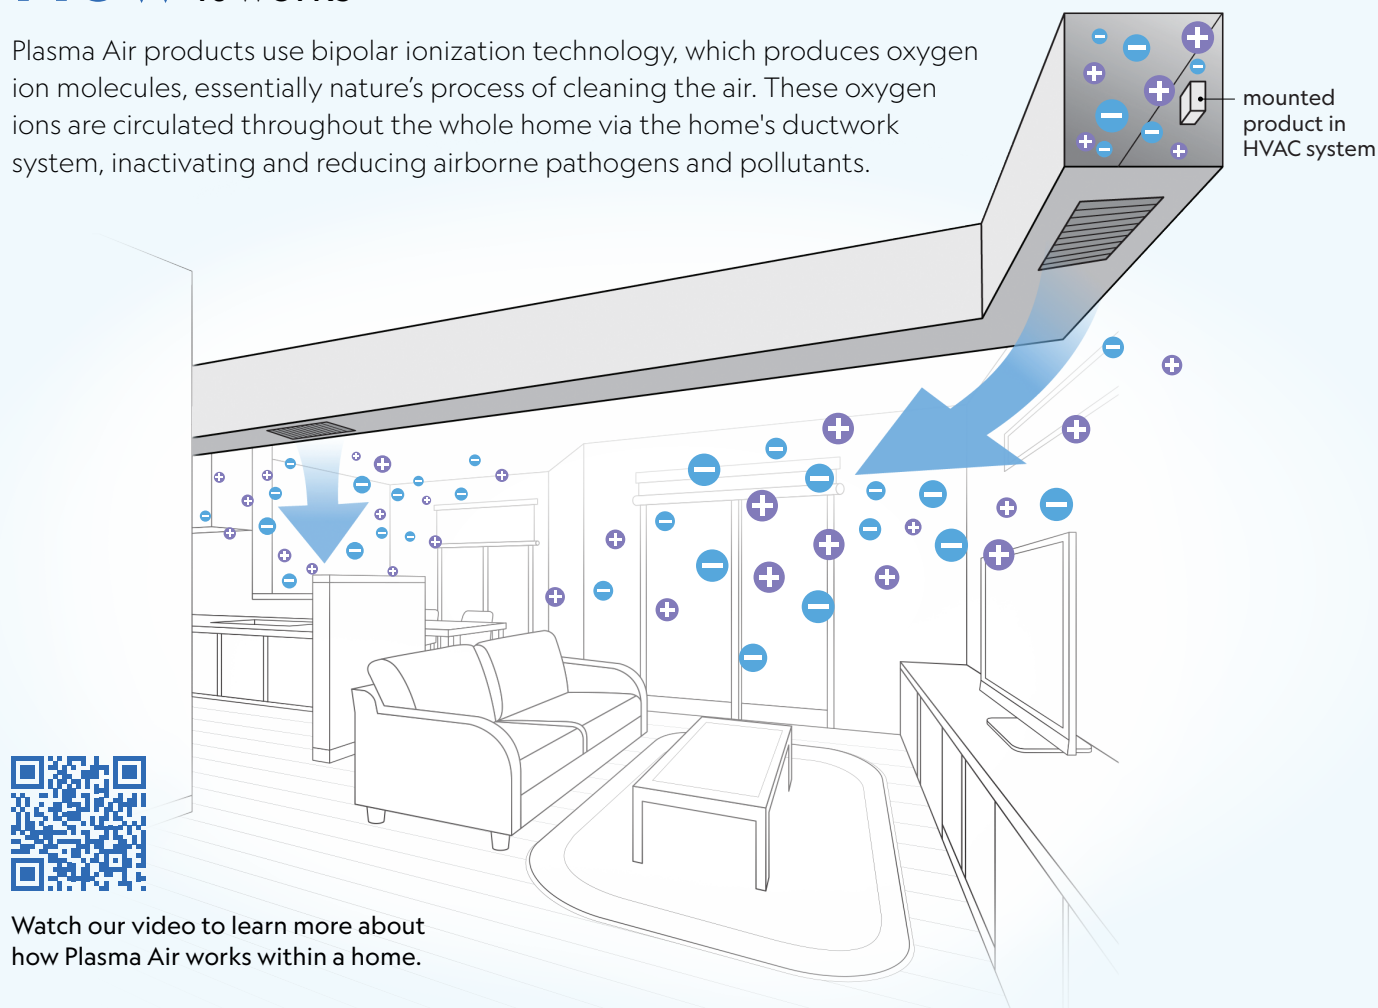 Plasma Air products use bipolar ionization technology, which produces oxygen
ion molecules, essentially nature’s process of cleaning the air. These oxygen
ions are circulated throughout the whole home via the home's ductwork
system, inactivating and reducing airborne pathogens and pollutants.
mounted
product in
HVAC system
Watch our video to learn more about
how Plasma Air works within a home.